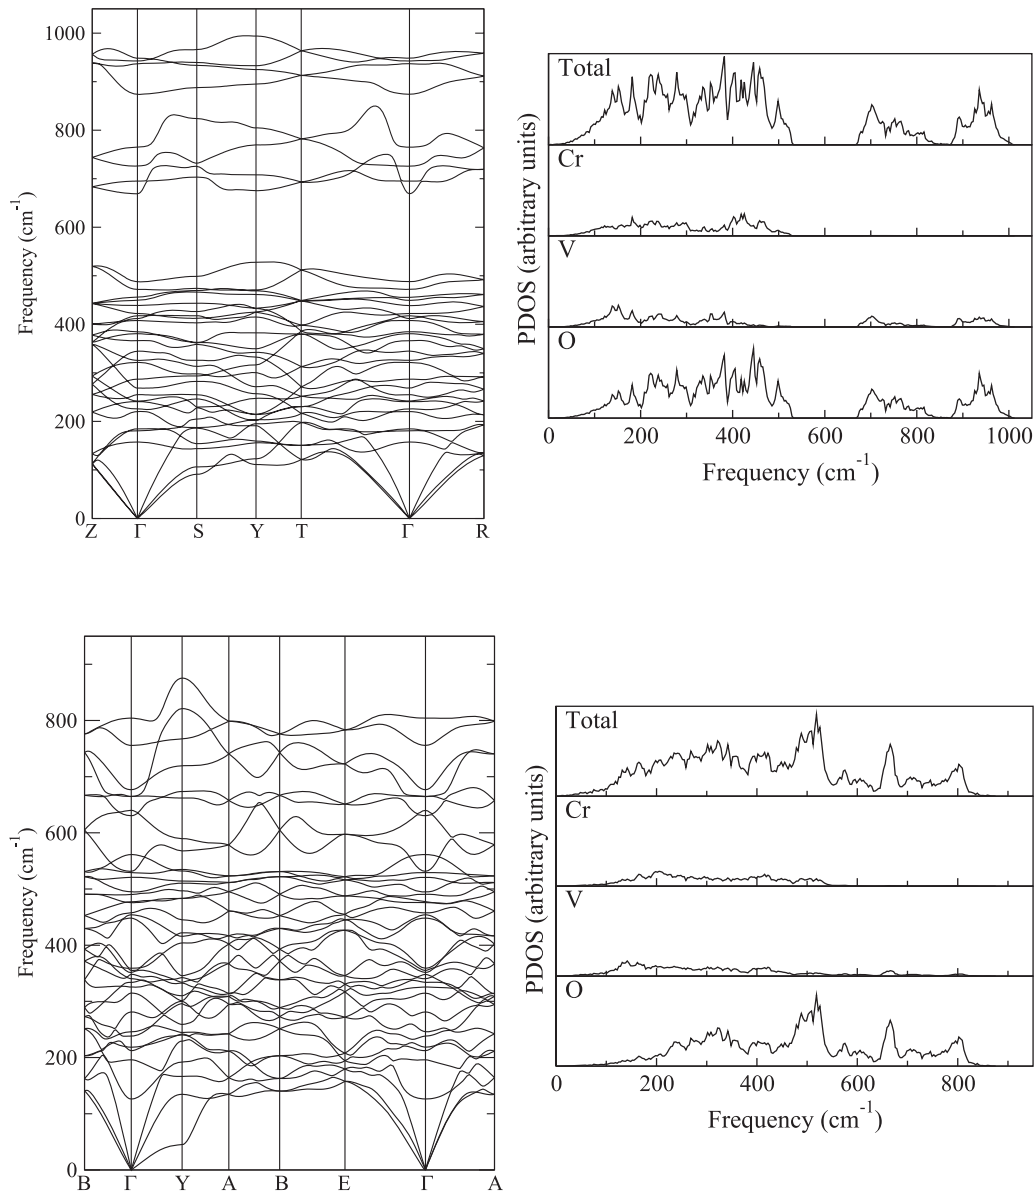 1000
800
600
400
200
0
Frequency (cm-1)
Z Γ S Y T Γ R
Total
Cr
V
O
PDOS (arbitrary units)
0 200 400 600 800 1000
Frequency (cm-1)
800
600
400
200
0
Frequency (cm-1)
B Γ Y A B E Γ A
Total
Cr
V
O
PDOS (arbitrary units)
0 200 400 600 800
Frequency (cm-1)